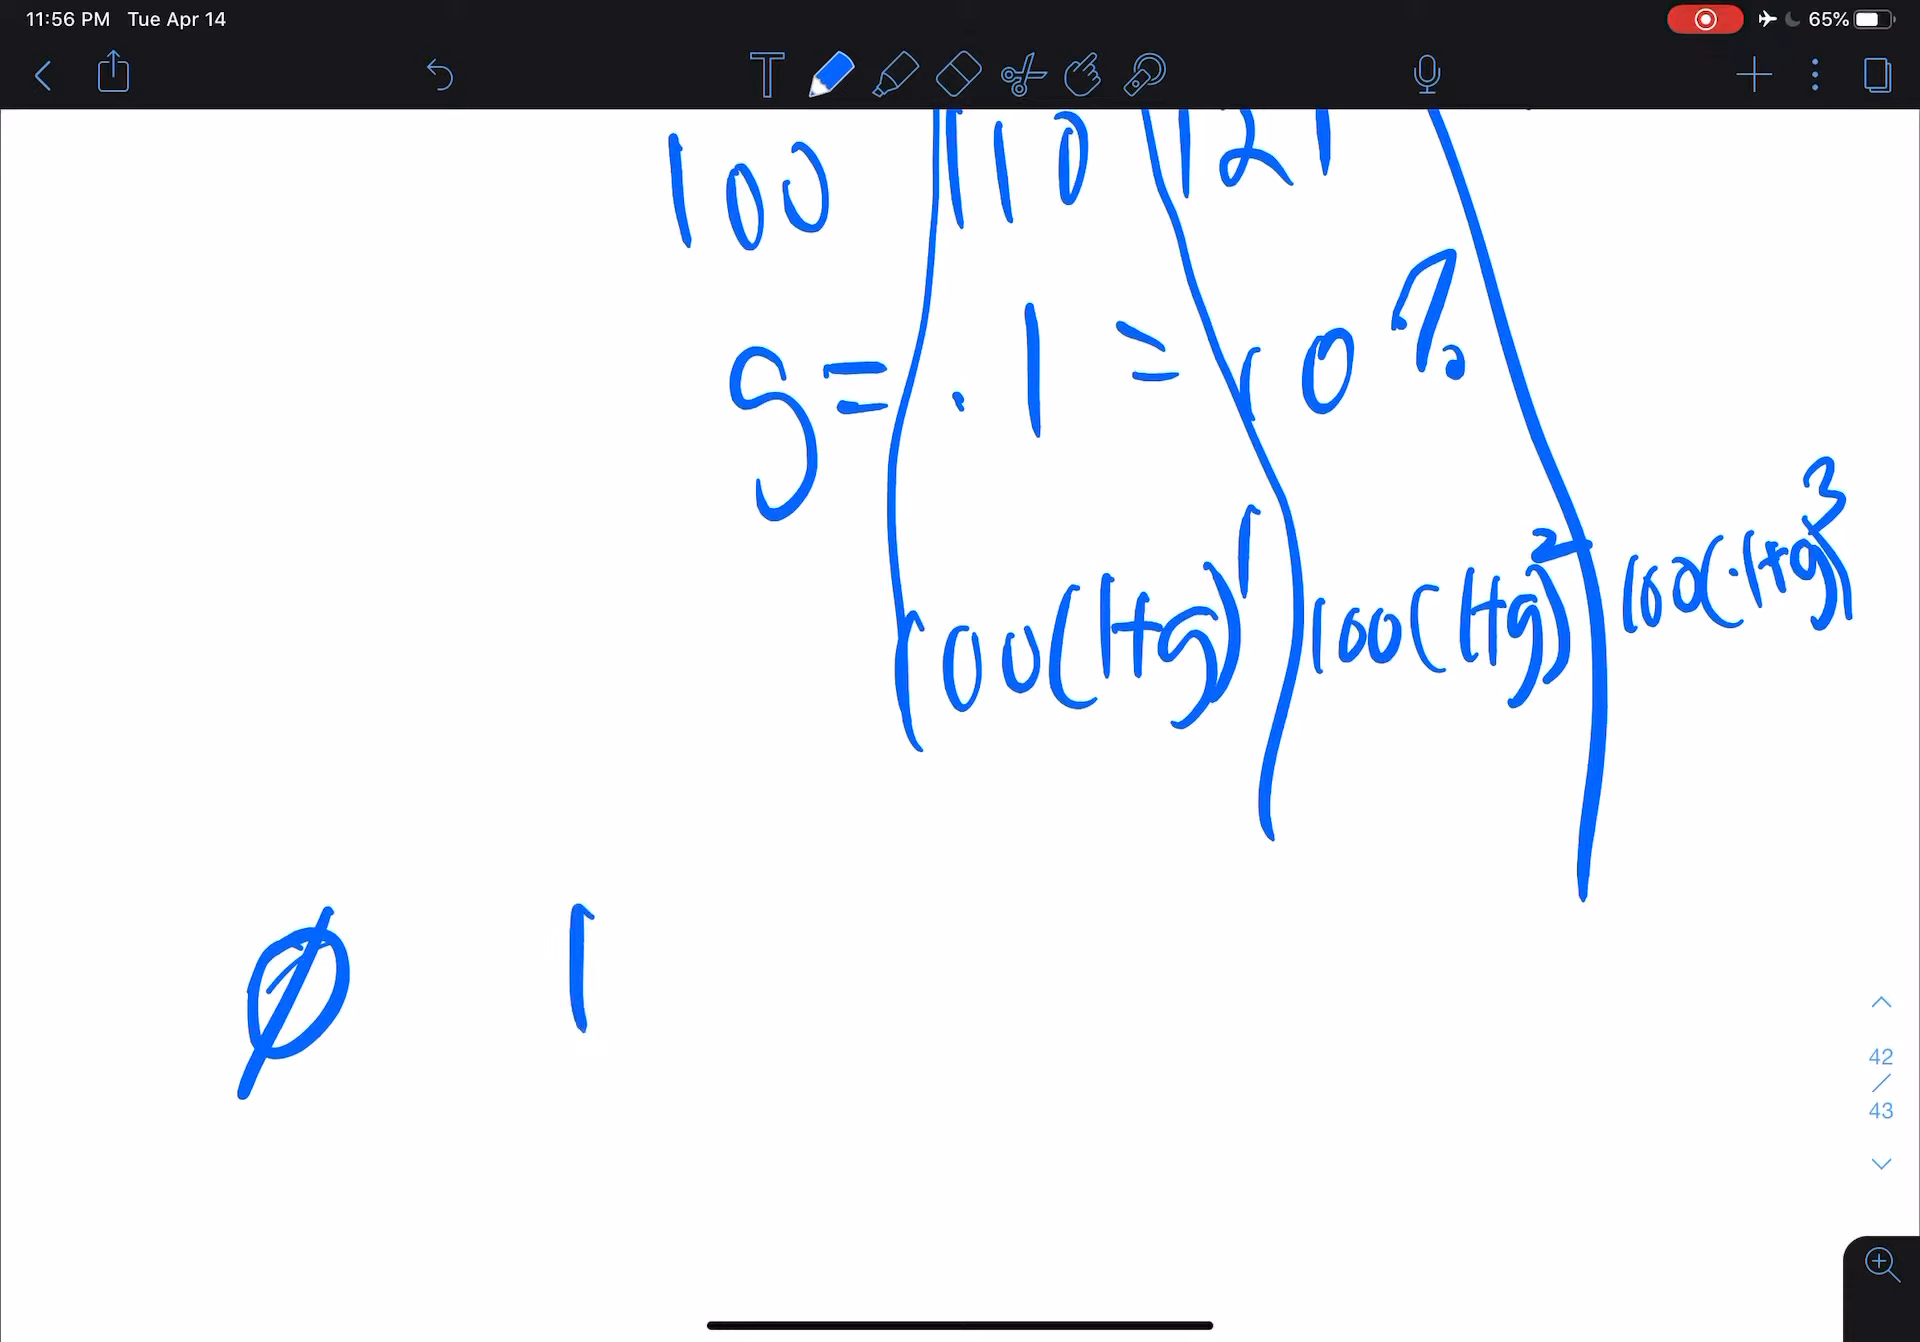 11:56 PM Tue Apr 14
65%
T
100 110 121
g = .1 = 10%
100(1+g)^1 100(1+g)^2 100(.1+g)^3
0 1
42
/
43